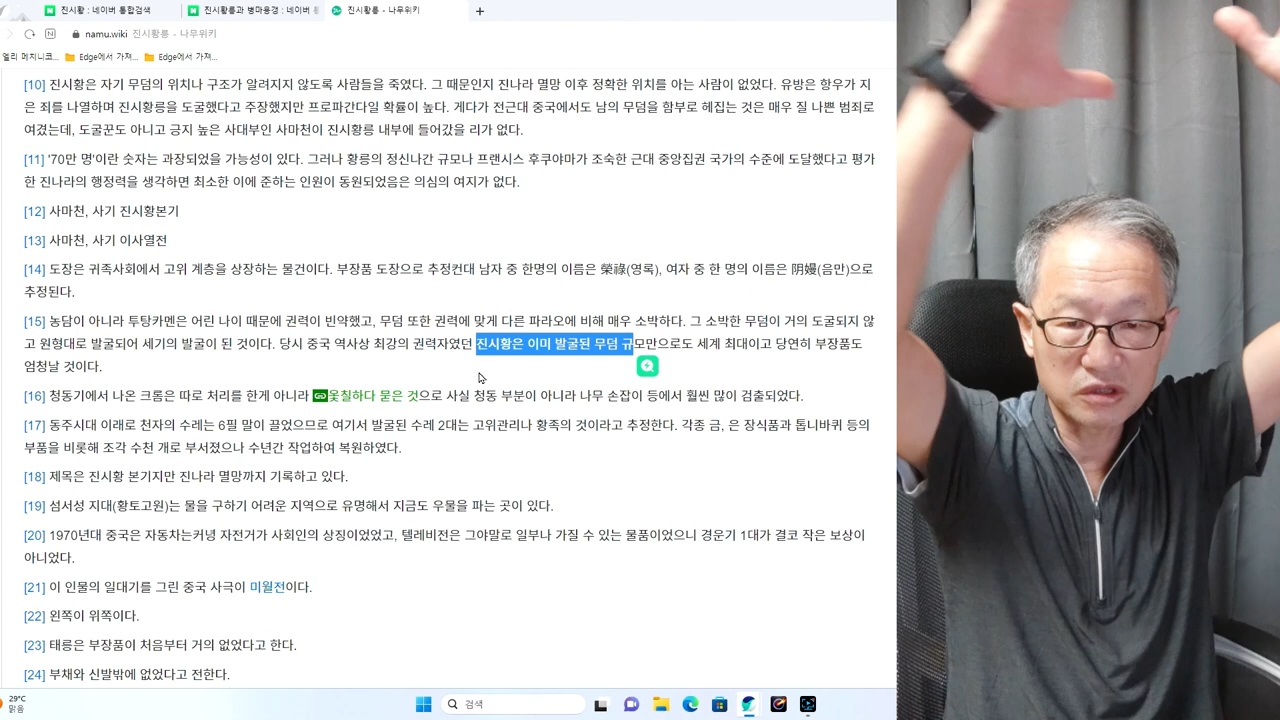 진시황 : 네이버 통합검색
진시황릉과 병마용갱 : 네이버 
진시황릉 - 나무위키
namu.wiki 진시황릉 - 나무위키
엘리 메치니코... Edge에서 가져... Edge에서 가져...
[10] 진시황은 자기 무덤의 위치나 구조가 알려지지 않도록 사람들을 죽였다. 그 때문인지 진나라 멸망 이후 정확한 위치를 아는 사람이 없었다. 유방은 항우가 지
은 죄를 나열하며 진시황릉을 도굴했다고 주장했지만 프로파간다일 확률이 높다. 게다가 전근대 중국에서도 남의 무덤을 함부로 헤집는 것은 매우 질 나쁜 범죄로
여겼는데, 도굴꾼도 아니고 긍지 높은 사대부인 사마천이 진시황릉 내부에 들어갔을 리가 없다.
[11] '70만 명'이란 숫자는 과장되었을 가능성이 있다. 그러나 황릉의 정신나간 규모나 프랜시스 후쿠야마가 조숙한 근대 중앙집권 국가의 수준에 도달했다고 평가
한 진나라의 행정력을 생각하면 최소한 이에 준하는 인원이 동원되었음은 의심의 여지가 없다.
[12] 사마천, 사기 진시황본기
[13] 사마천, 사기 이사열전
[14] 도장은 귀족사회에서 고위 계층을 상장하는 물건이다. 부장품 도장으로 추정컨대 남자 중 한명의 이름은 榮祿(영록), 여자 중 한 명의 이름은 阴嫚(음만)으로
추정된다.
[15] 농담이 아니라 투탕카멘은 어린 나이 때문에 권력이 빈약했고, 무덤 또한 권력에 맞게 다른 파라오에 비해 매우 소박하다. 그 소박한 무덤이 거의 도굴되지 않
고 원형대로 발굴되어 세기의 발굴이 된 것이다. 당시 중국 역사상 최강의 권력자였던 진시황은 이미 발굴된 무덤 규모만으로도 세계 최대이고 당연히 부장품도
엄청날 것이다.
[16] 청동기에서 나온 크롬은 따로 처리를 한게 아니라 옻칠하다 묻은 것으로 사실 청동 부분이 아니라 나무 손잡이 등에서 훨씬 많이 검출되었다.
[17] 동주시대 이래로 천자의 수레는 6필 말이 끌었으므로 여기서 발굴된 수레 2대는 고위관리나 황족의 것이라고 추정한다. 각종 금, 은 장식품과 톱니바퀴 등의
부품을 비롯해 조각 수천 개로 부서졌으나 수년간 작업하여 복원하였다.
[18] 제목은 진시황 본기지만 진나라 멸망까지 기록하고 있다.
[19] 섬서성 지대(황토고원)는 물을 구하기 어려운 지역으로 유명해서 지금도 우물을 파는 곳이 있다.
[20] 1970년대 중국은 자동차는커녕 자전거가 사회인의 상징이었었고, 텔레비전은 그야말로 일부나 가질 수 있는 물품이었으니 경운기 1대가 결코 작은 보상이
아니었다.
[21] 이 인물의 일대기를 그린 중국 사극이 미월전이다.
[22] 왼쪽이 위쪽이다.
[23] 태릉은 부장품이 처음부터 거의 없었다고 한다.
[24] 부채와 신발밖에 없었다고 전한다.
29°C
맑음
검색